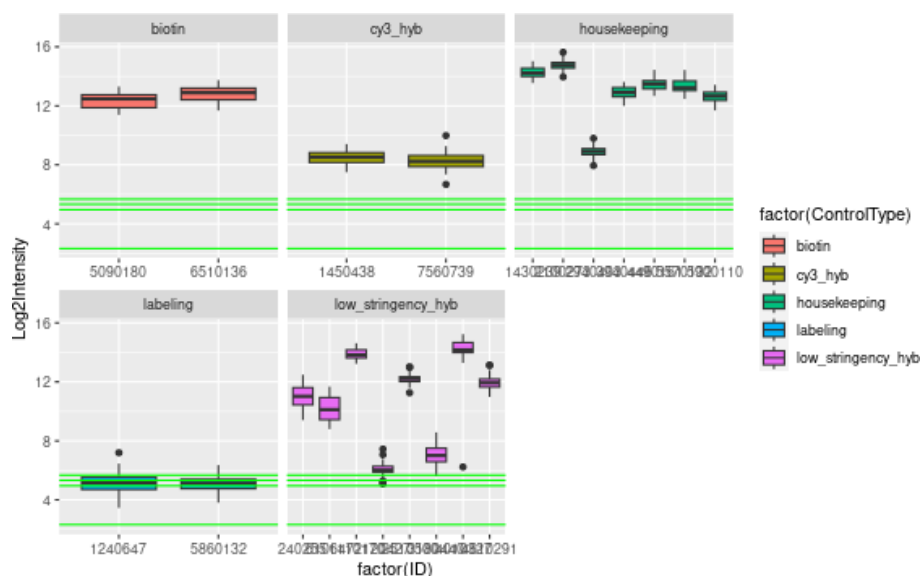 biotin
cy3_hyb
housekeeping
16
12
8
4
5090180
6510136
1450438
7560739
labeling
low_stringency_hyb
16
12
8
4
1240647
5860132
Log2Intensity
factor(ID)
factor(ControlType)
biotin
cy3_hyb
housekeeping
labeling
low_stringency_hyb